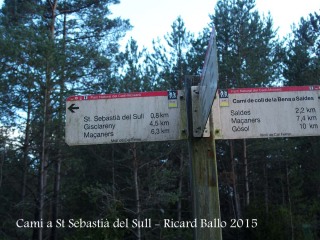 St. Sebastià del Sull 0,6 km
Gisclareny 4,5 km
Maçaners 6,3 km
Camí de coll de la Bena a Saldes
Saldes 2,2 km
Maçaners 7,4 km
Gósol 10 km
Camí a St Sebastià del Sull - Ricard Ballo 2015